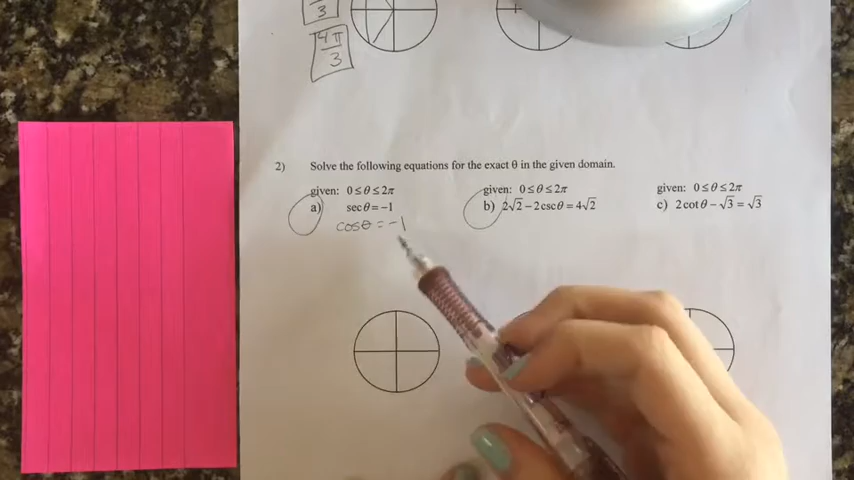 3
4π
3
2) Solve the following equations for the exact θ in the given domain.
given: 0≤θ≤2π
a) secθ=−1
cosθ=−1
given: 0≤θ≤2π
b) 2√2−2cscθ=4√2
given: 0≤θ≤2π
c) 2cotθ−√3=√3